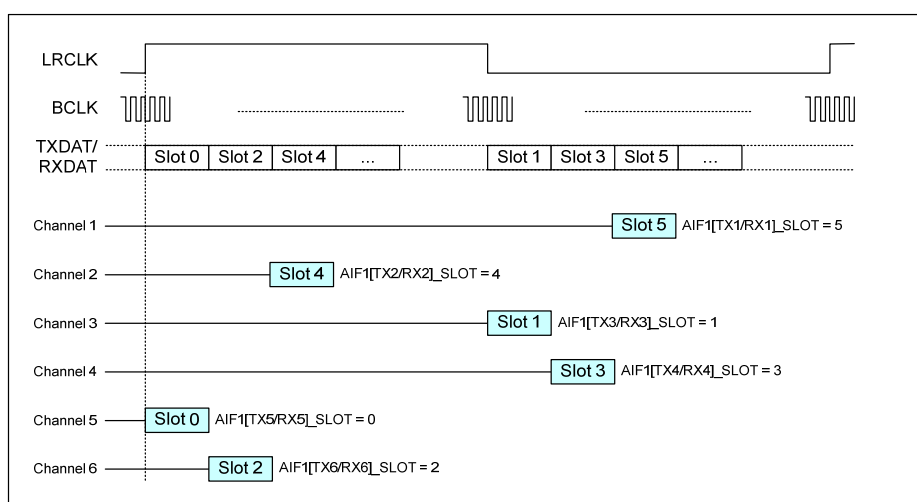 LRCLK
BCLK
TXDAT/
RXDAT
Slot 0 Slot 2 Slot 4 ... Slot 1 Slot 3 Slot 5 ...
Channel 1 Slot 5 AIF1[TX1/RX1]_SLOT = 5
Channel 2 Slot 4 AIF1[TX2/RX2]_SLOT = 4
Channel 3 Slot 1 AIF1[TX3/RX3]_SLOT = 1
Channel 4 Slot 3 AIF1[TX4/RX4]_SLOT = 3
Channel 5 Slot 0 AIF1[TX5/RX5]_SLOT = 0
Channel 6 Slot 2 AIF1[TX6/RX6]_SLOT = 2